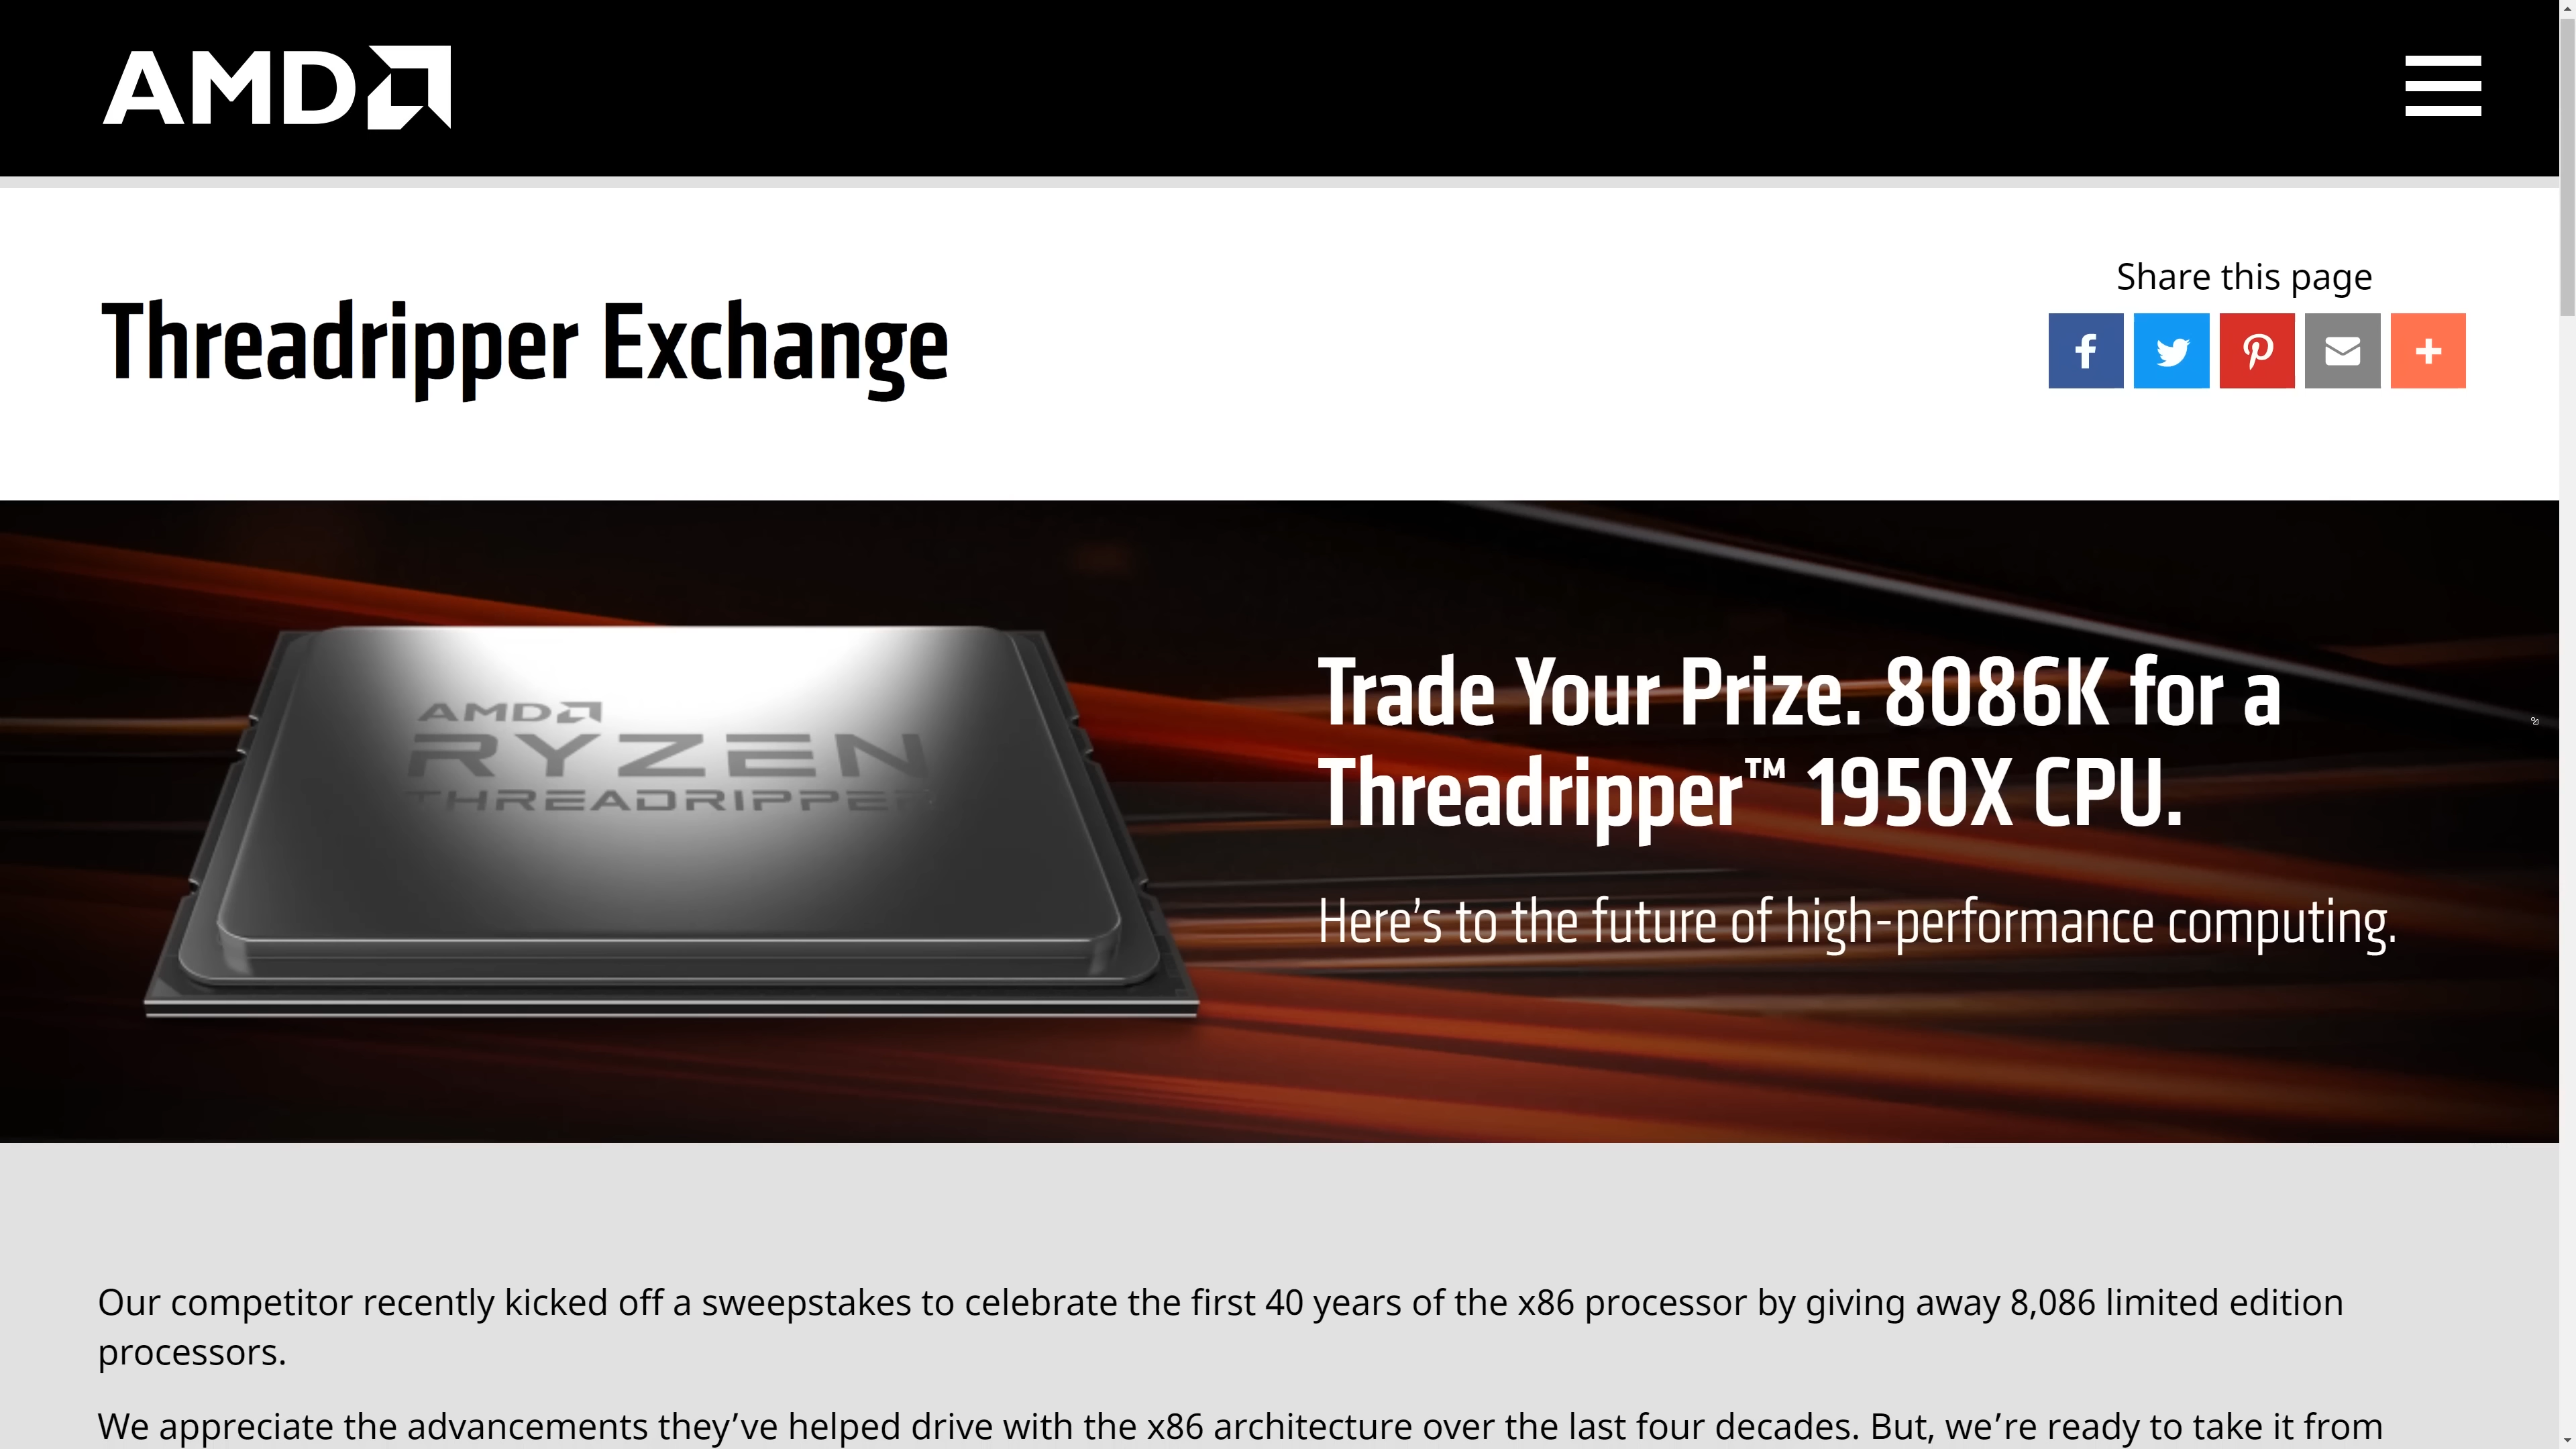 AMD
Threadripper Exchange
Share this page
AMD
RYZEN
THREADRIPPER
Trade Your Prize. 8086K for a
Threadripper™ 1950X CPU.
Here’s to the future of high-performance computing.
Our competitor recently kicked off a sweepstakes to celebrate the first 40 years of the x86 processor by giving away 8,086 limited edition
processors.
We appreciate the advancements they’ve helped drive with the x86 architecture over the last four decades. But, we’re ready to take it from